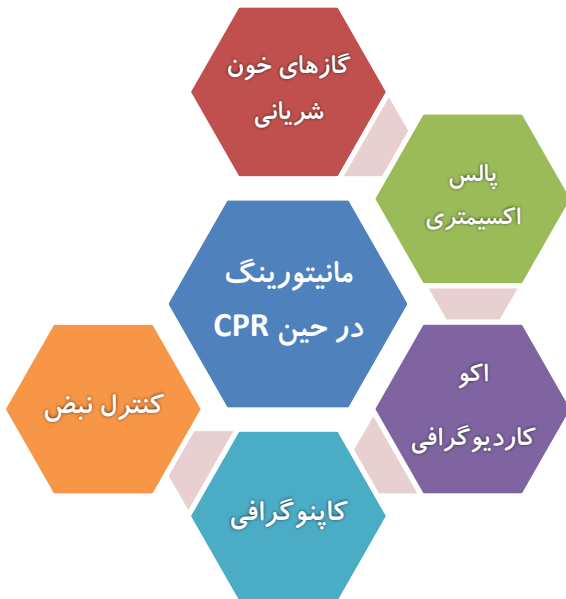 گازهای خون
شریانی
پالس
اکسیمتری
مانیتورینگ
در حین CPR
اکو
کاردیوگرافی
کنترل نبض
کاپنوگرافی